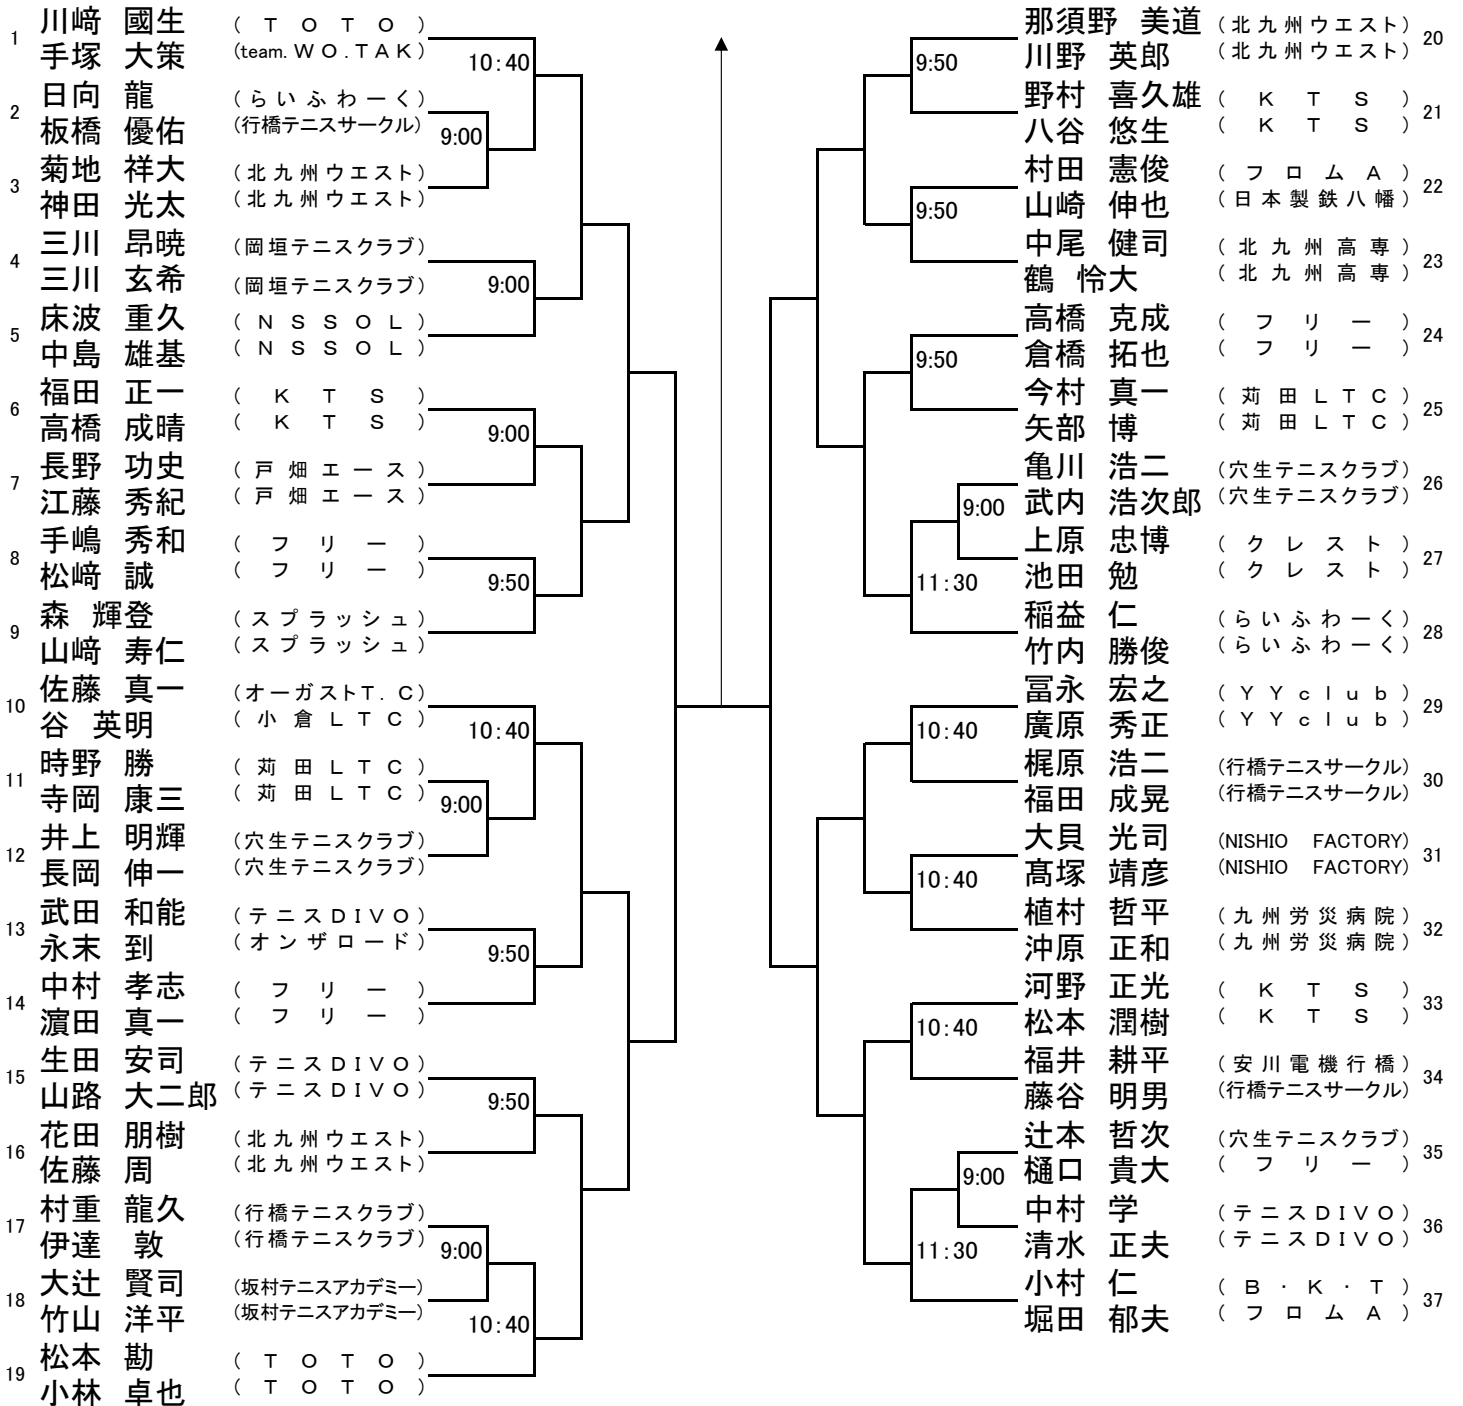 1
川﨑 國生 (TOTO)
手塚 大策 (team.WO.TAK)
10:40
2
日向 龍 (らいふわーく)
板橋 優佑 (行橋テニスサークル)
9:00
3
菊地 祥大 (北九州ウエスト)
神田 光太 (北九州ウエスト)
4
三川 昂暁 (岡垣テニスクラブ)
三川 玄希 (岡垣テニスクラブ)
9:00
5
床波 重久 (NSSOL)
中島 雄基 (NSSOL)
6
福田 正一 (KTS)
高橋 成晴 (KTS)
9:00
7
長野 功史 (戸畑エース)
江藤 秀紀 (戸畑エース)
8
手嶋 秀和 (フリー)
松﨑 誠 (フリー)
9:50
9
森 輝登 (スプラッシュ)
山﨑 寿仁 (スプラッシュ)
10
佐藤 真一 (オーガストT.C)
谷 英明 (小倉LTC)
10:40
11
時野 勝 (苅田LTC)
寺岡 康三 (苅田LTC)
9:00
12
井上 明輝 (穴生テニスクラブ)
長岡 伸一 (穴生テニスクラブ)
13
武田 和能 (テニスDIVO)
永末 到 (オンザロード)
9:50
14
中村 孝志 (フリー)
濵田 真一 (フリー)
15
生田 安司 (テニスDIVO)
山路 大二郎 (テニスDIVO)
9:50
16
花田 朋樹 (北九州ウエスト)
佐藤 周 (北九州ウエスト)
17
村重 龍久 (行橋テニスクラブ)
伊達 敦 (行橋テニスクラブ)
9:00
18
大辻 賢司 (坂村テニスアカデミー)
竹山 洋平 (坂村テニスアカデミー)
10:40
19
松本 勘 (TOTO)
小林 卓也 (TOTO)
那須野 美道 (北九州ウエスト)
20
川野 英郎 (北九州ウエスト)
9:50
野村 喜久雄 (KTS)
21
八谷 悠生 (KTS)
村田 憲俊 (フロムA)
22
山崎 伸也 (日本製鉄八幡)
9:50
中尾 健司 (北九州高専)
23
鶴 怜大 (北九州高専)
高橋 克成 (フリー)
24
倉橋 拓也 (フリー)
9:50
今村 真一 (苅田LTC)
25
矢部 博 (苅田LTC)
亀川 浩二 (穴生テニスクラブ)
26
武内 浩次郎 (穴生テニスクラブ)
9:00
上原 忠博 (クレスト)
27
池田 勉 (クレスト)
11:30
稲益 仁 (らいふわーく)
28
竹内 勝俊 (らいふわーく)
冨永 宏之 (YYclub)
29
廣原 秀正 (YYclub)
10:40
梶原 浩二 (行橋テニスサークル)
30
福田 成晃 (行橋テニスサークル)
大貝 光司 (NISHIO FACTORY)
31
髙塚 靖彦 (NISHIO FACTORY)
10:40
植村 哲平 (九州労災病院)
32
沖原 正和 (九州労災病院)
河野 正光 (KTS)
33
松本 潤樹 (KTS)
10:40
福井 耕平 (安川電機行橋)
34
藤谷 明男 (行橋テニスサークル)
辻本 哲次 (穴生テニスクラブ)
35
樋口 貴大 (フリー)
9:00
中村 学 (テニスDIVO)
36
清水 正夫 (テニスDIVO)
11:30
小村 仁 (B・K・T)
37
堀田 郁夫 (フロムA)